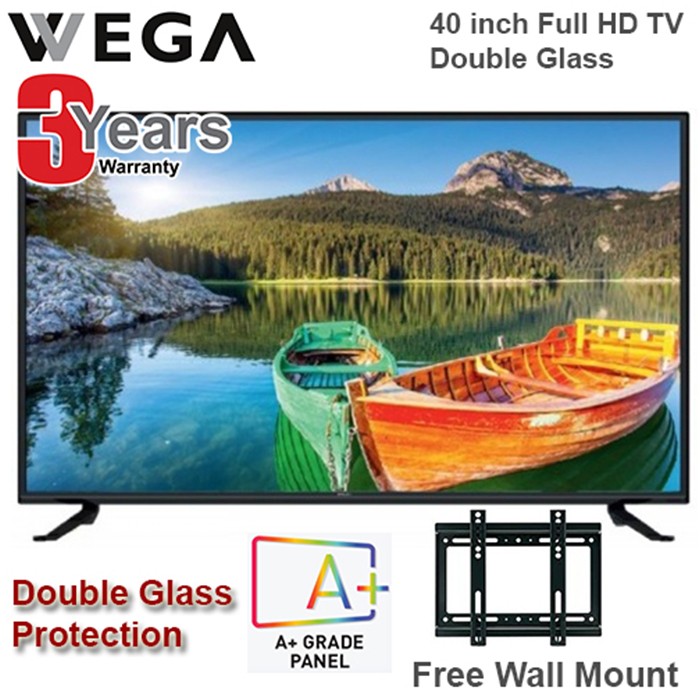 WEGA
40 inch Full HD TV
Double Glass
3 Years
Warranty
Double Glass
Protection
A+
A+ GRADE
PANEL
Free Wall Mount